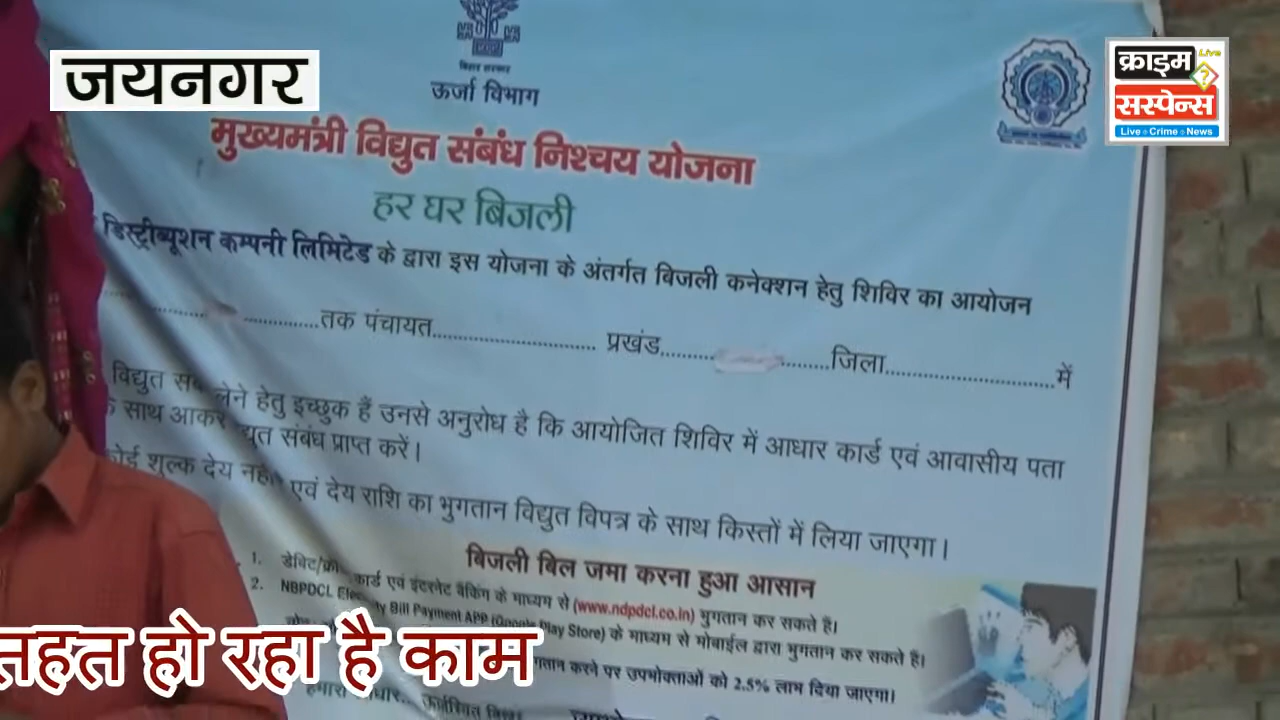 बिहार सरकार
ऊर्जा विभाग
जयनगर
क्राइम Live
सस्पेन्स
Live Crime News
मुख्यमंत्री विद्युत संबंध निश्चय योजना
हर घर बिजली
डिस्ट्रीब्यूशन कम्पनी लिमिटेड के द्वारा इस योजना के अंतर्गत बिजली कनेक्शन हेतु शिविर का आयोजन
..................तक पंचायत.......................... प्रखंड..........................जिला..........................में
विद्युत लेने हेतु इच्छुक हैं उनसे अनुरोध है कि आयोजित शिविर में आधार कार्ड एवं आवासीय पता
साथ आकर संबंध प्राप्त करें।
शुल्क देय एवं देय राशि का भुगतान विद्युत विपत्र के साथ किस्तों में लिया जाएगा।
बिजली बिल जमा करना हुआ आसान
1. डेबिट/ कार्ड एवं इंटरनेट बैंकिंग के माध्यम से (www.ndpdcl.co.in) भुगतान कर सकते है।
2. NBPDCL Bill Payment APP Play Store) के माध्यम से मोबाईल द्वारा भुगतान कर सकते है।
करने पर उपभोक्ताओं को 2.5% लाभ दिया जाएगा।
तहत हो रहा है काम